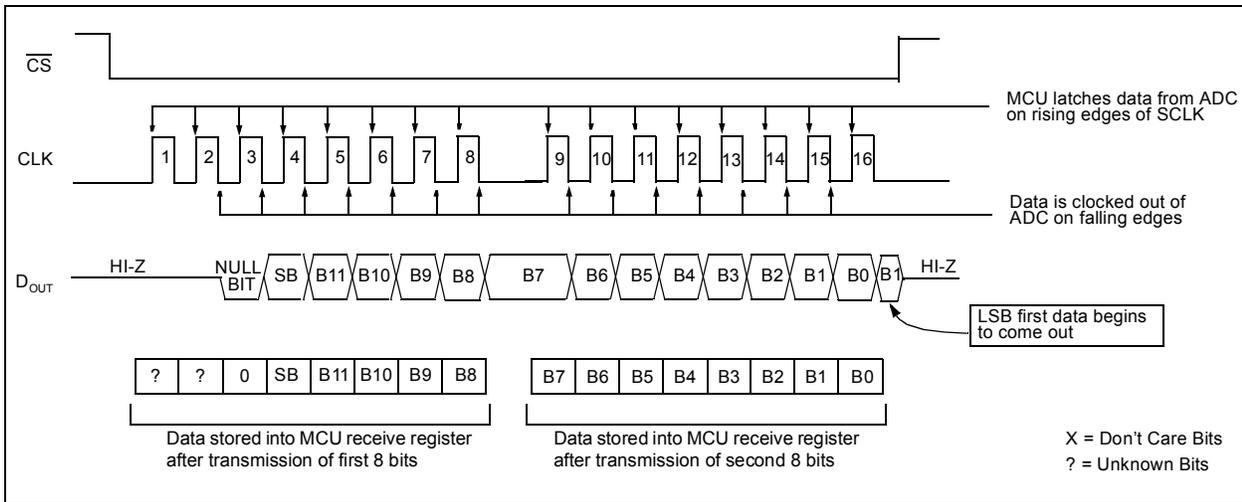 CS
MCU latches data from ADC
on rising edges of SCLK
CLK
1 2 3 4 5 6 7 8 9 10 11 12 13 14 15 16
Data is clocked out of
ADC on falling edges
DOUT
HI-Z
NULL
BIT
SB B11 B10 B9 B8 B7 B6 B5 B4 B3 B2 B1 B0 B1
HI-Z
LSB first data begins
to come out
? ? 0 SB B11 B10 B9 B8
B7 B6 B5 B4 B3 B2 B1 B0
Data stored into MCU receive register
after transmission of first 8 bits
Data stored into MCU receive register
after transmission of second 8 bits
X = Don't Care Bits
? = Unknown Bits